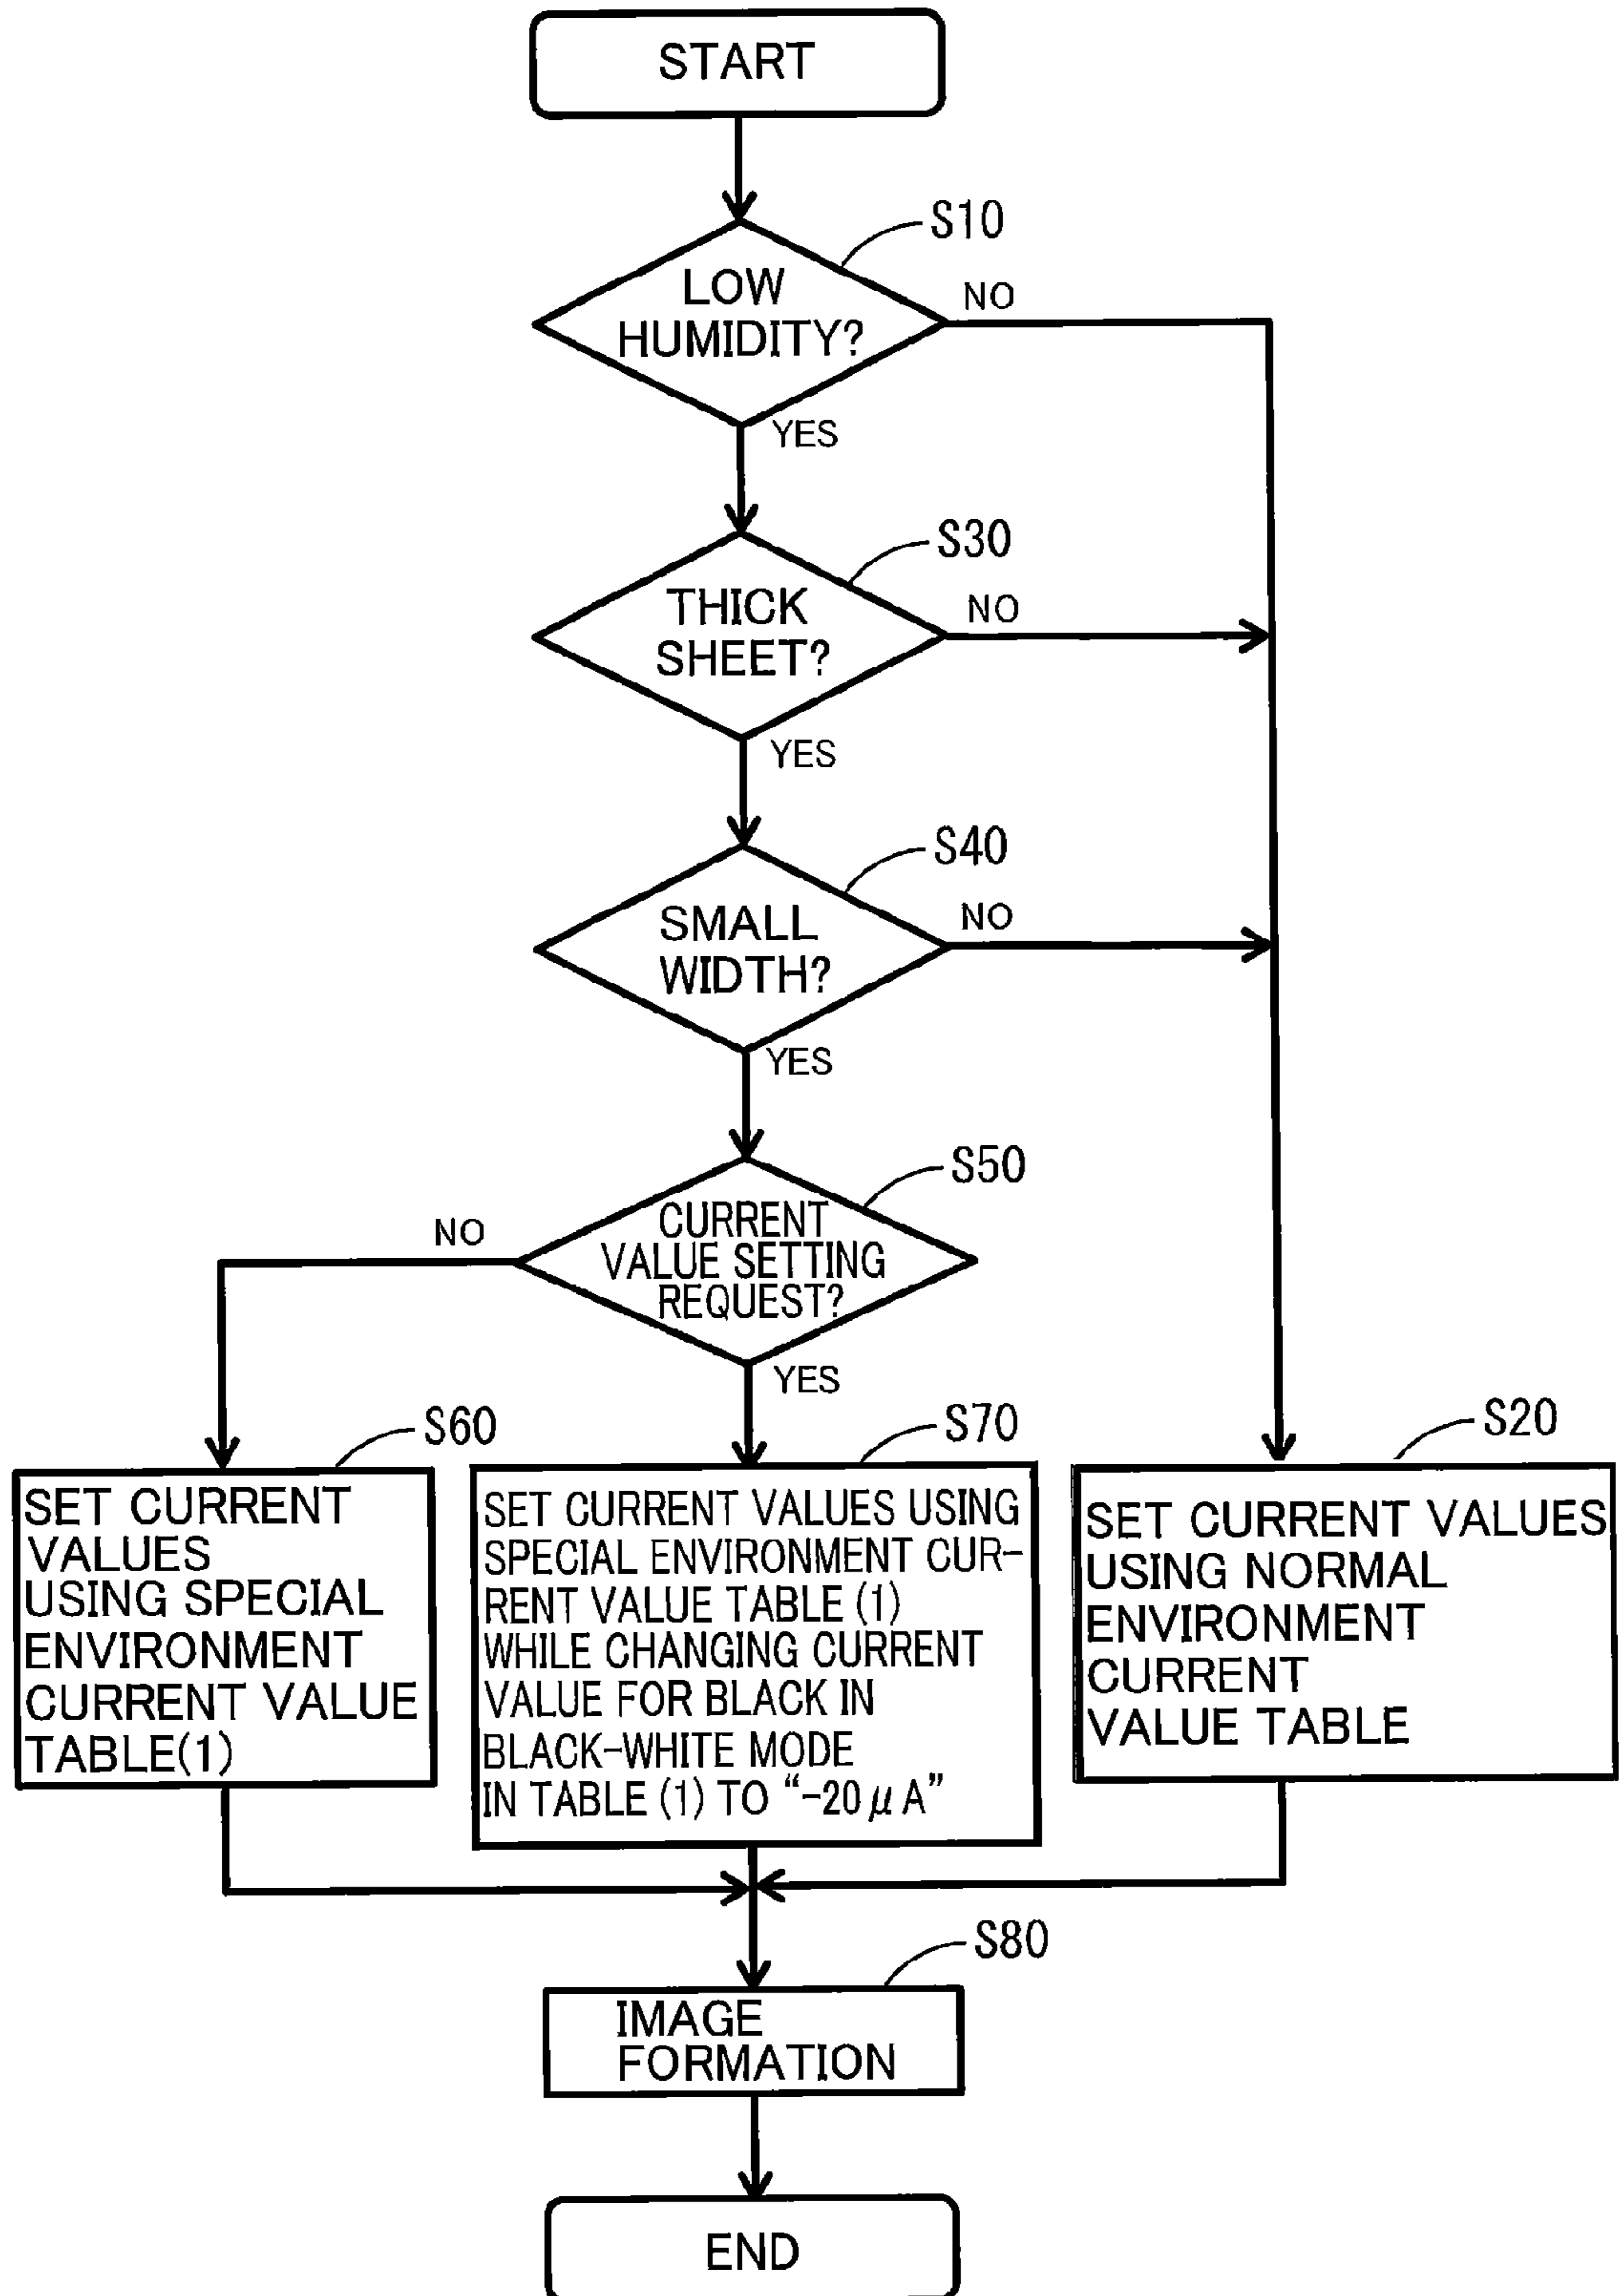 START
S10
LOW
HUMIDITY?
NO
YES
S30
THICK
SHEET?
NO
YES
S40
SMALL
WIDTH?
NO
YES
S50
CURRENT
VALUE SETTING
REQUEST?
NO
YES
S60
SET CURRENT
VALUES
USING SPECIAL
ENVIRONMENT
CURRENT VALUE
TABLE(1)
S70
SET CURRENT VALUES USING
SPECIAL ENVIRONMENT CUR-
RENT VALUE TABLE (1)
WHILE CHANGING CURRENT
VALUE FOR BLACK IN
BLACK-WHITE MODE
IN TABLE (1) TO “-20 μ A”
S20
SET CURRENT VALUES
USING NORMAL
ENVIRONMENT
CURRENT
VALUE TABLE
S80
IMAGE
FORMATION
END